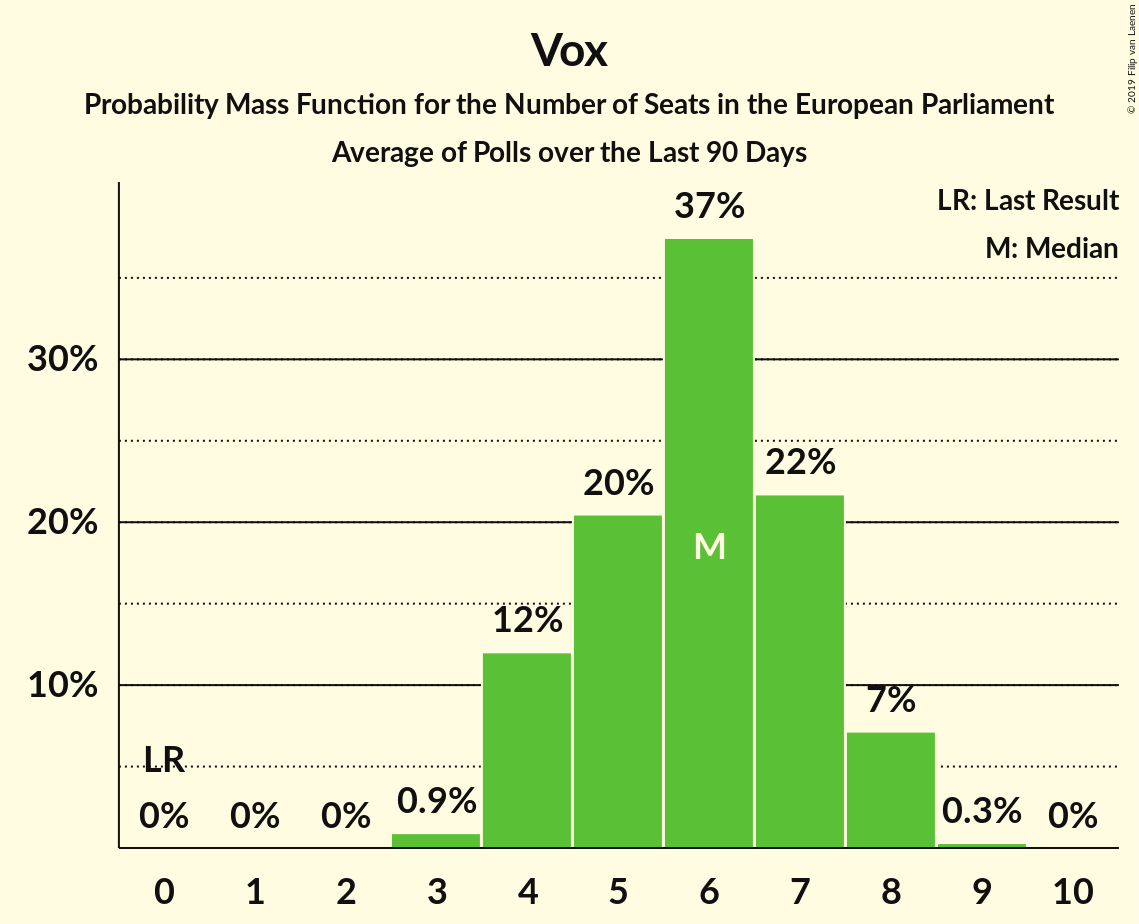 Vox
Probability Mass Function for the Number of Seats in the European Parliament
Average of Polls over the Last 90 Days
© 2019 Filip van Laenen
LR: Last Result
M: Median
37%
30%
22%
20%
20%
M
12%
10%
7%
LR
0%
0%
0%
0.9%
0.3%
0%
0 1 2 3 4 5 6 7 8 9 10